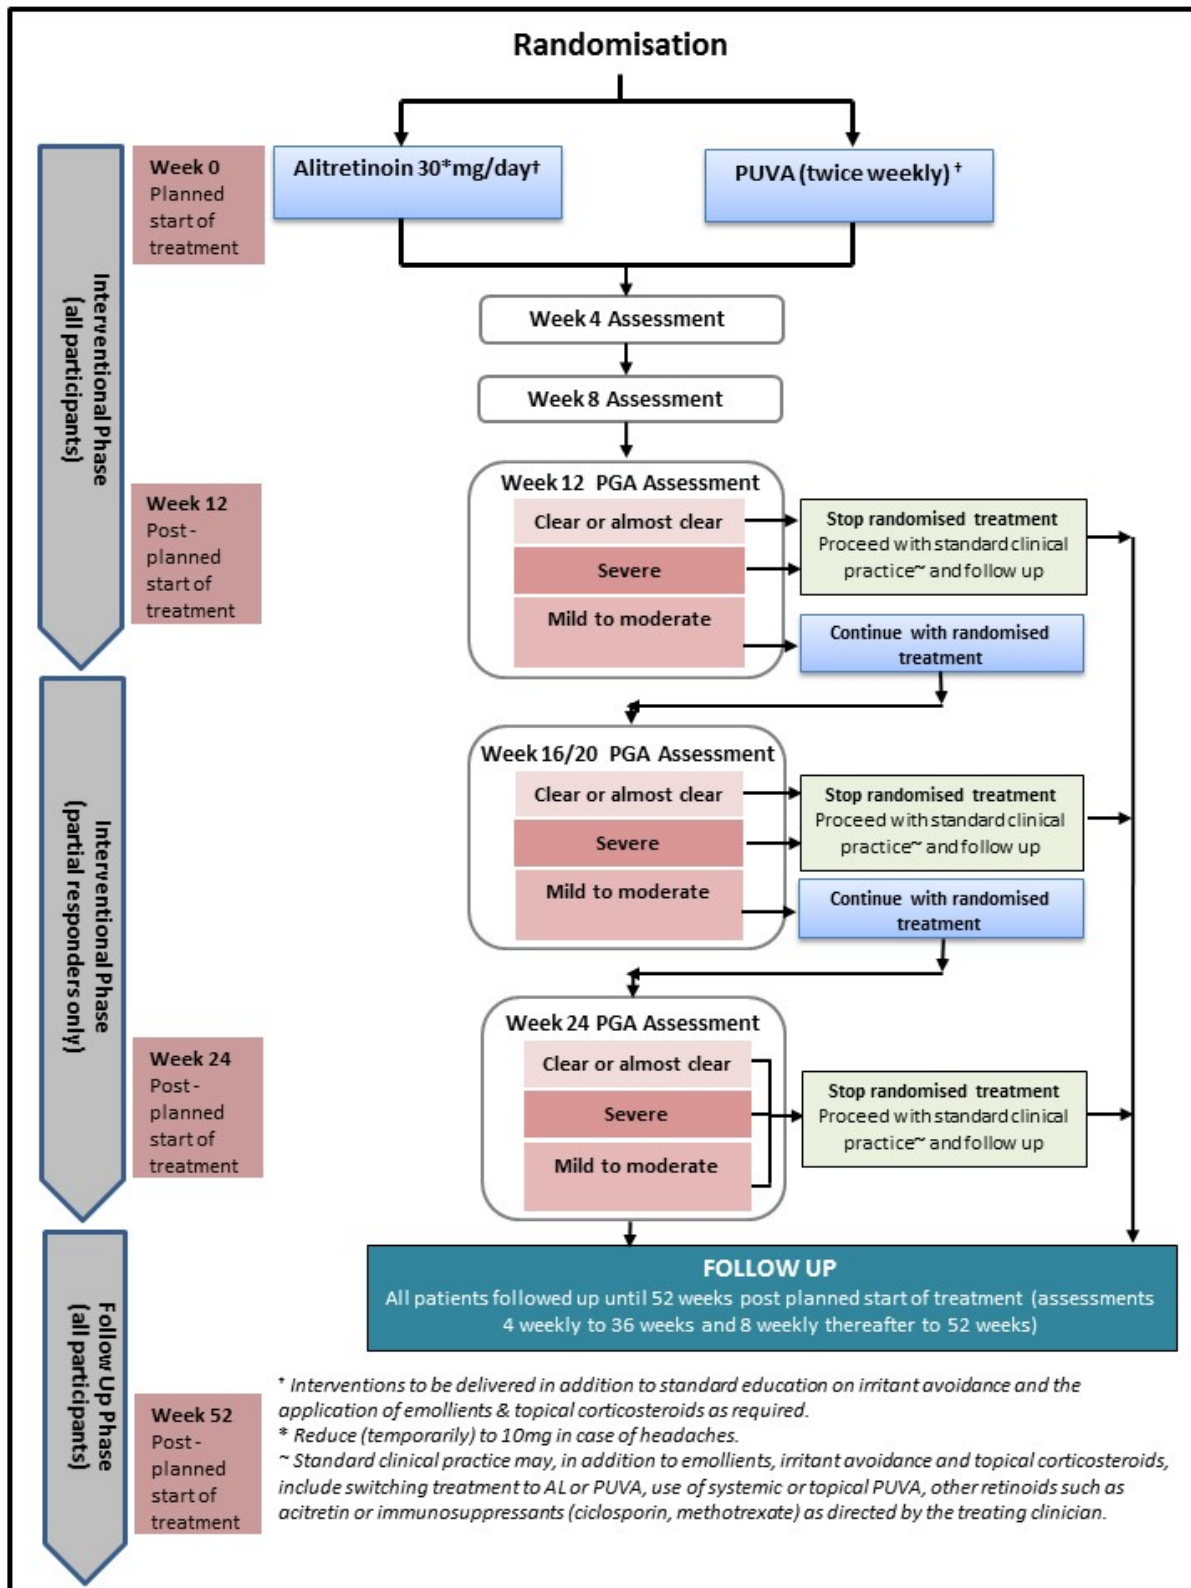 Randomisation
Week 0
Planned
start of
treatment
Alitretinoin 30*mg/day†
PUVA (twice weekly) †
Interventional Phase
(all participants)
Week 4 Assessment
Week 8 Assessment
Week 12
Post-
planned
start of
treatment
Week 12 PGA Assessment
Clear or almost clear
Severe
Mild to moderate
Stop randomised treatment
Proceed with standard clinical
practice~ and follow up
Continue with randomised
treatment
Interventional Phase
(partial responders only)
Week 16/20 PGA Assessment
Clear or almost clear
Severe
Mild to moderate
Stop randomised treatment
Proceed with standard clinical
practice~ and follow up
Continue with randomised
treatment
Week 24
Post-
planned
start of
treatment
Week 24 PGA Assessment
Clear or almost clear
Severe
Mild to moderate
Stop randomised treatment
Proceed with standard clinical
practice~ and follow up
Follow Up Phase
(all participants)
FOLLOW UP
All patients followed up until 52 weeks post planned start of treatment (assessments
4 weekly to 36 weeks and 8 weekly thereafter to 52 weeks)
Week 52
Post-
planned
start of
treatment
† Interventions to be delivered in addition to standard education on irritant avoidance and the
application of emollients & topical corticosteroids as required.
* Reduce (temporarily) to 10mg in case of headaches.
~ Standard clinical practice may, in addition to emollients, irritant avoidance and topical corticosteroids,
include switching treatment to AL or PUVA, use of systemic or topical PUVA, other retinoids such as
acitretin or immunosuppressants (ciclosporin, methotrexate) as directed by the treating clinician.